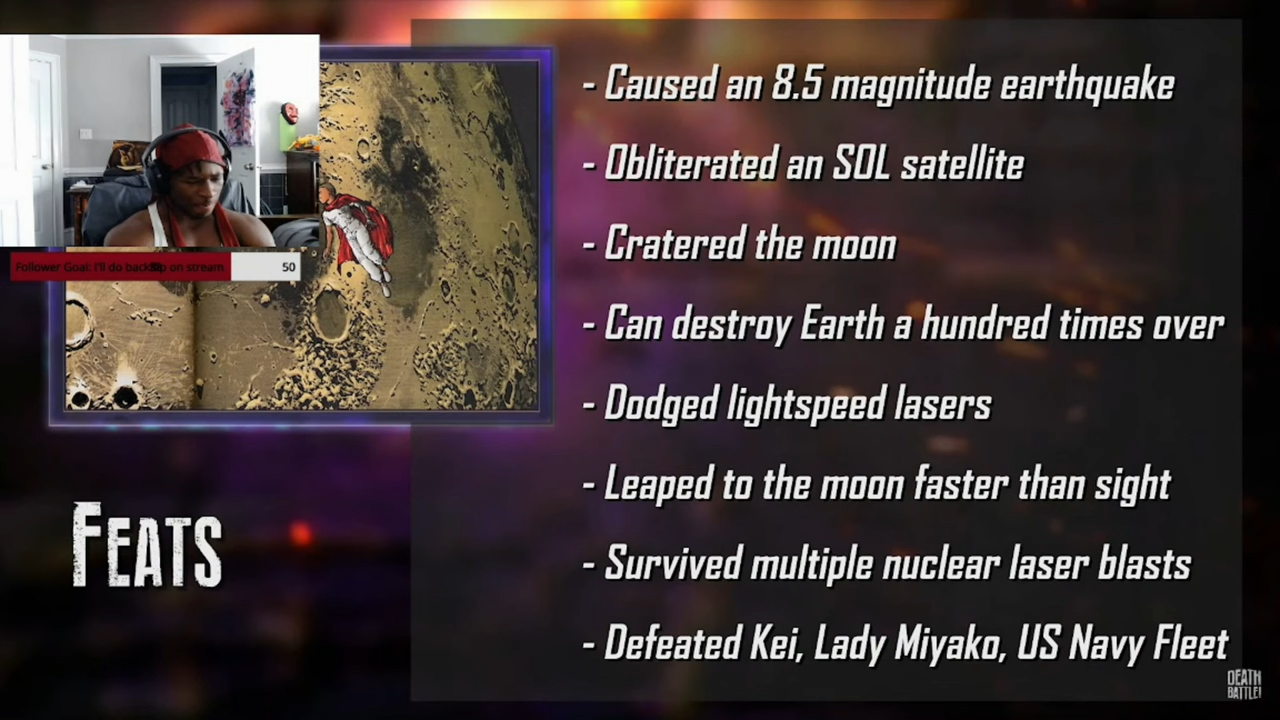 - Caused an 8.5 magnitude earthquake
- Obliterated an SOL satellite
- Cratered the moon
- Can destroy Earth a hundred times over
- Dodged lightspeed lasers
- Leaped to the moon faster than sight
- Survived multiple nuclear laser blasts
- Defeated Kei, Lady Miyako, US Navy Fleet
Follower Goal: I'll do on stream
50
FEATS
DEATH
BATTLE!